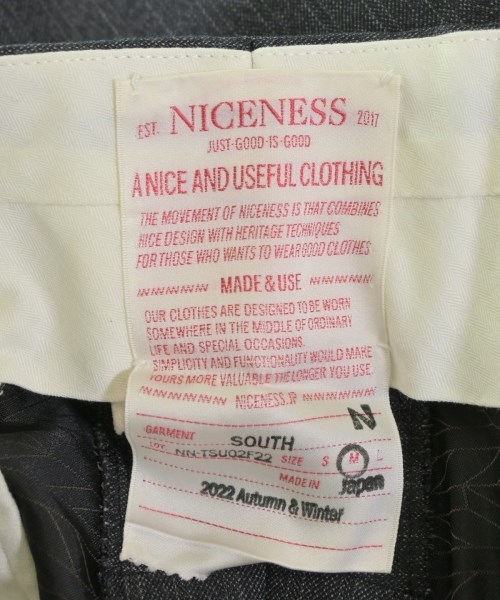 EST. NICENESS 2017
JUST·GOOD·IS·GOOD
A NICE AND USEFUL CLOTHING
THE MOVEMENT OF NICENESS IS THAT COMBINES
NICE DESIGN WITH HERITAGE TECHNIQUES
FOR THOSE WHO WANTS TO WEAR GOOD CLOTHES
MADE & USE
OUR CLOTHES ARE DESIGNED TO BE WORN
SOMEWHERE IN THE MIDDLE OF ORDINARY
LIFE AND SPECIAL OCCASIONS.
SIMPLICITY AND FUNCTIONALITY WOULD MAKE
YOURS MORE VALUABLE THE LONGER YOU USE.
NICENESS.JP
N
GARMENT SOUTH
LOT NN-TSU02F22 SIZE S M L
MADE IN Japan
2022 Autumn & Winter